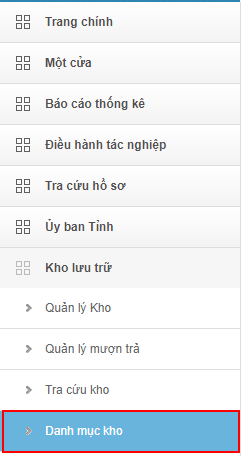 Trang chính
Một cửa
Báo cáo thống kê
Điều hành tác nghiệp
Tra cứu hồ sơ
Ủy ban Tỉnh
Kho lưu trữ
Quản lý Kho
Quản lý mượn trả
Tra cứu kho
Danh mục kho